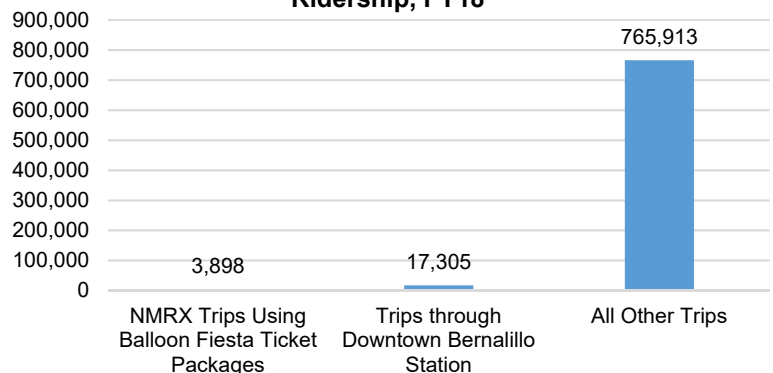 Ridership, FY18
900,000
800,000
700,000
600,000
500,000
400,000
300,000
200,000
100,000
0
765,913
3,898
17,305
NMRX Trips Using
Balloon Fiesta Ticket
Packages
Trips through
Downtown Bernalillo
Station
All Other Trips